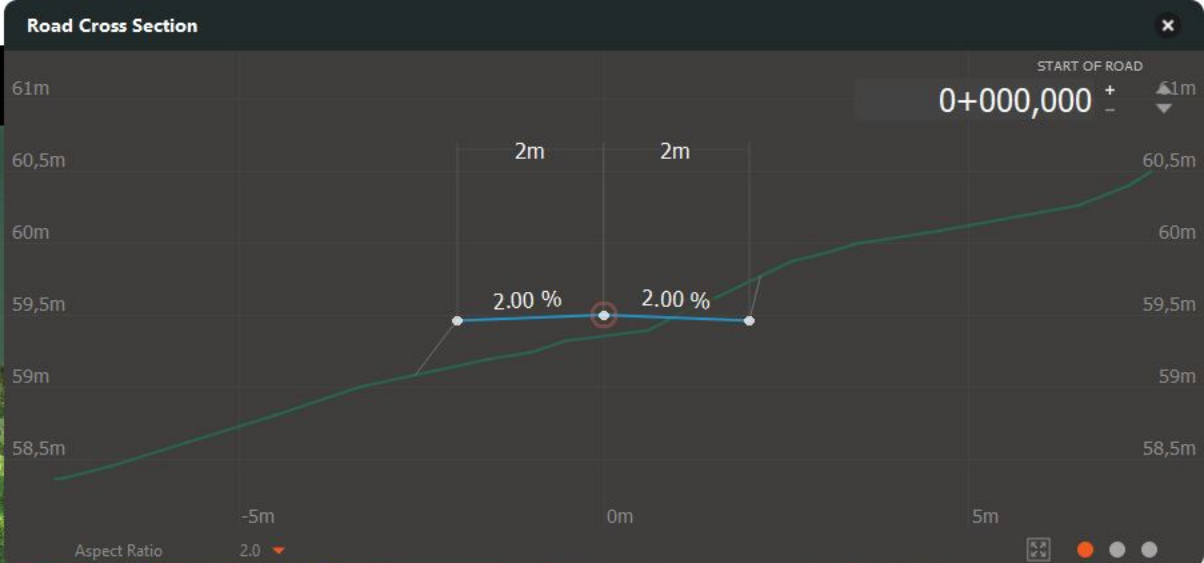 Road Cross Section
START OF ROAD
61m
0+000,000 + -
61m
2m 2m
60,5m 60,5m
60m 60m
2.00 % 2.00 %
59,5m 59,5m
59m 59m
58,5m 58,5m
-5m 0m 5m
Aspect Ratio 2.0